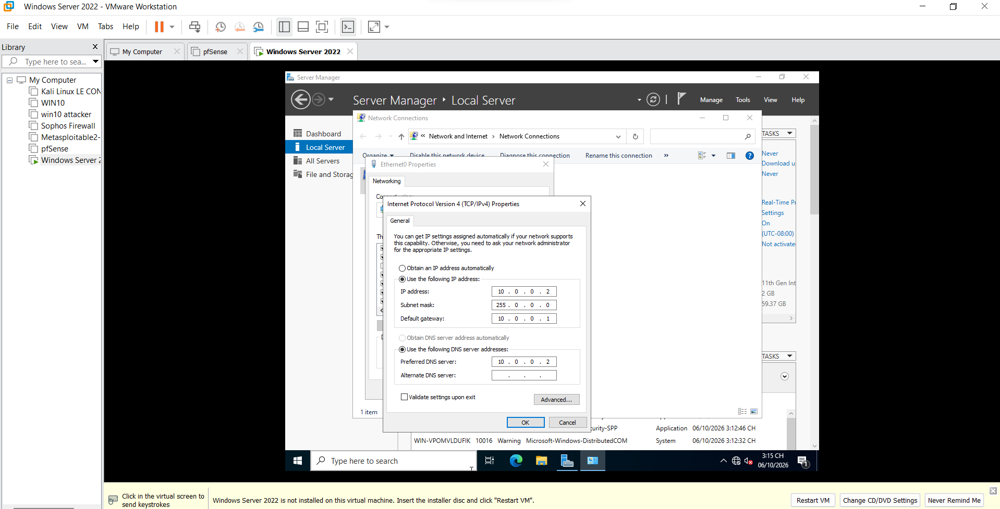 Windows Server 2022 - VMware Workstation
File Edit View VM Tabs Help
Library
Type here to sea...
My Computer
Kali Linux LE CON
WIN10
win10 attacker
Sophos Firewall
Metasploitable2-
pfSense
Windows Server 2
My Computer
pfSense
Windows Server 2022
Server Manager
Server Manager Local Server
Manage Tools View Help
Dashboard
Local Server
All Servers
File and Storag
Network Connections
« Network and Internet › Network Connections
Organize Disable this network device Diagnose this connection Rename this connection »
Ethernet0 Properties
Networking
Internet Protocol Version 4 (TCP/IPv4) Properties
General
You can get IP settings assigned automatically if your network supports
this capability. Otherwise, you need to ask your network administrator
for the appropriate IP settings.
Obtain an IP address automatically
Use the following IP address:
IP address: 10 . 0 . 0 . 2
Subnet mask: 255 . 0 . 0 . 0
Default gateway: 10 . 0 . 0 . 1
Obtain DNS server address automatically
Use the following DNS server addresses:
Preferred DNS server: 10 . 0 . 0 . 2
Alternate DNS server: . . .
Validate settings upon exit
Advanced...
OK Cancel
1 item
TASKS
Never
Download u
Never
Real-Time Pr
Settings
On
(UTC-08:00)
Not activate
11th Gen Int
2 GB
59.37 GB
TASKS
urity-SPP Application 06/10/2026 3:12:46 CH
WIN-VPOMVLDUFIK 10016 Warning Microsoft-Windows-DistributedCOM System 06/10/2026 3:12:32 CH
Type here to search
3:15 CH
06/10/2026
1
Click in the virtual screen to
send keystrokes
Windows Server 2022 is not installed on this virtual machine. Insert the installer disc and click "Restart VM".
Restart VM
Change CD/DVD Settings
Never Remind Me